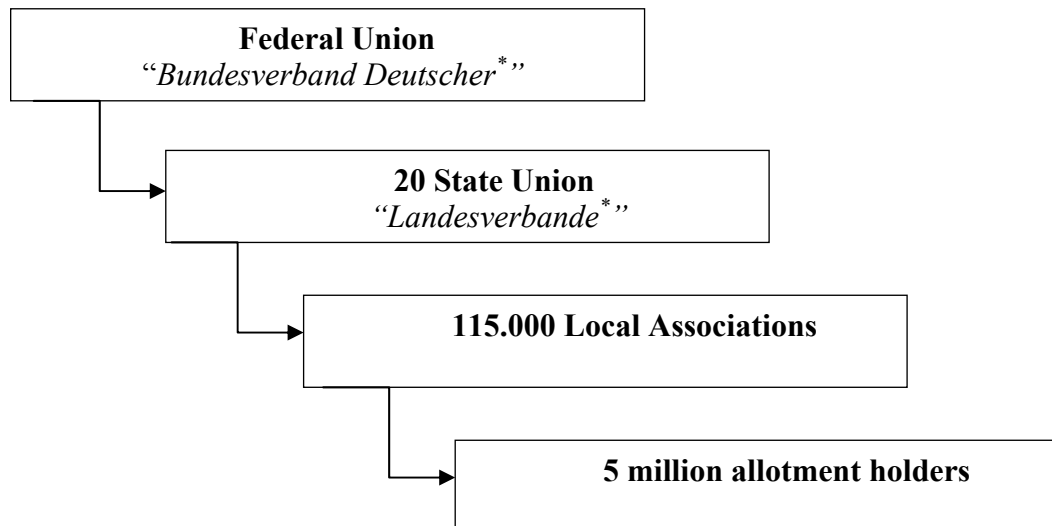 Federal Union
“Bundesverband Deutscher*”
20 State Union
“Landesverbande*”
115.000 Local Associations
5 million allotment holders